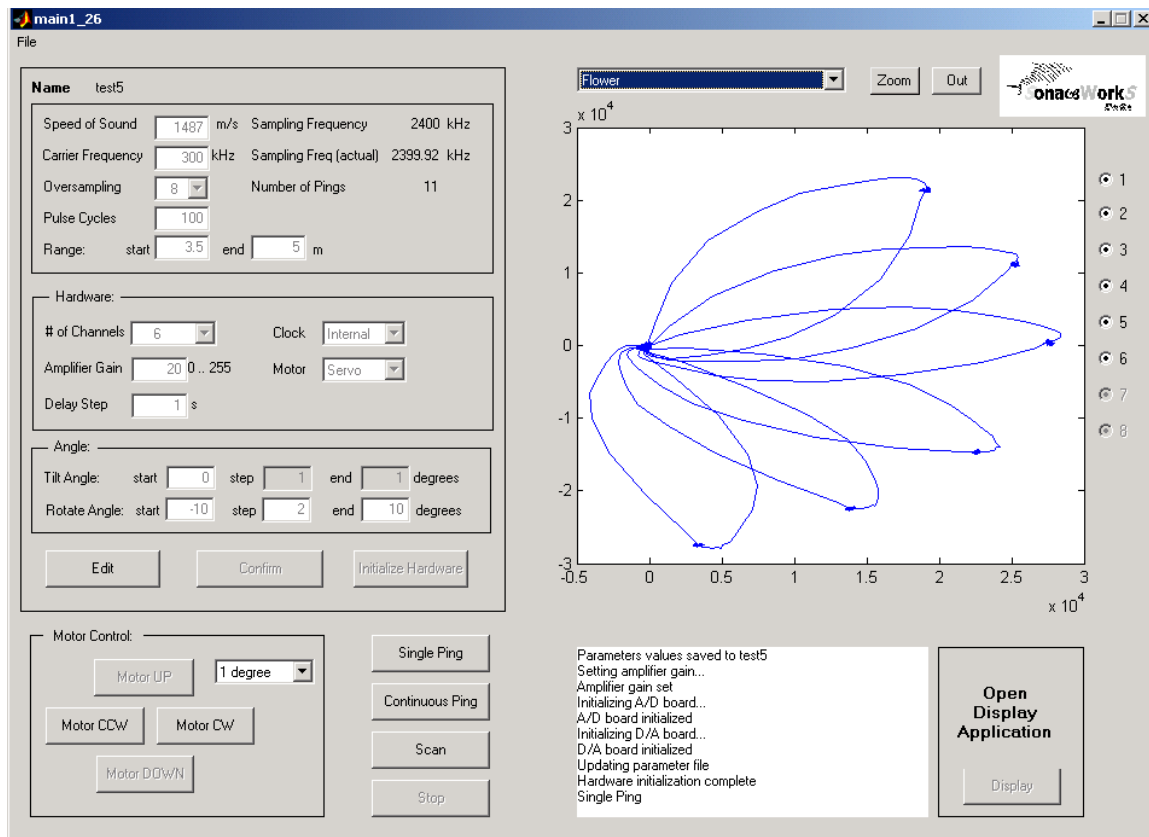 main1_26
File
Name test5
Speed of Sound 1487 m/s Sampling Frequency 2400 kHz
Carrier Frequency 300 kHz Sampling Freq (actual) 2399.92 kHz
Oversampling 8 Number of Pings 11
Pulse Cycles 100
Range: start 3.5 end 5 m
Hardware:
# of Channels 6 Clock Internal
Amplifier Gain 20 0 .. 255 Motor Servo
Delay Step 1 s
Angle:
Tilt Angle: start 0 step 1 end 1 degrees
Rotate Angle: start -10 step 2 end 10 degrees
Edit Confirm Initialize Hardware
Motor Control:
Motor UP 1 degree
Motor CCW Motor CW
Motor DOWN
Single Ping
Continuous Ping
Scan
Stop
Flower Zoom Out
x 10^4
3
2
1
0
-1
-2
-3
-0.5 0 0.5 1 1.5 2 2.5 3
x 10^4
1
2
3
4
5
6
7
8
Parameters values saved to test5
Setting amplifier gain...
Amplifier gain set
Initializing A/D board...
A/D board initialized
Initializing D/A board...
D/A board initialized
Updating parameter file
Hardware initialization complete
Single Ping
Open
Display
Application
Display